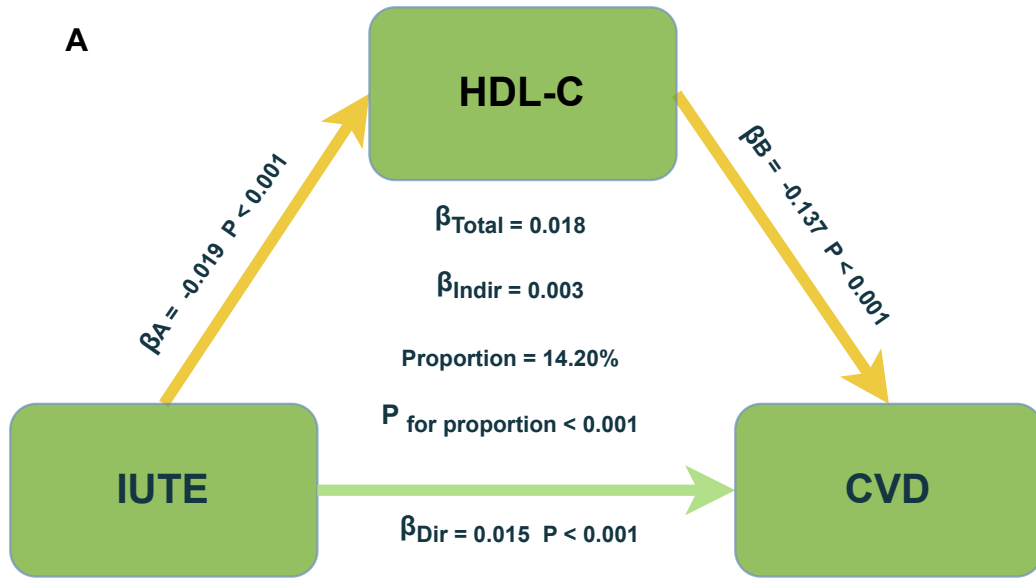 A
HDL-C
βA = -0.019 P < 0.001
βB = -0.137 P < 0.001
βTotal = 0.018
βIndir = 0.003
Proportion = 14.20%
P for proportion < 0.001
IUTE
CVD
βDir = 0.015 P < 0.001